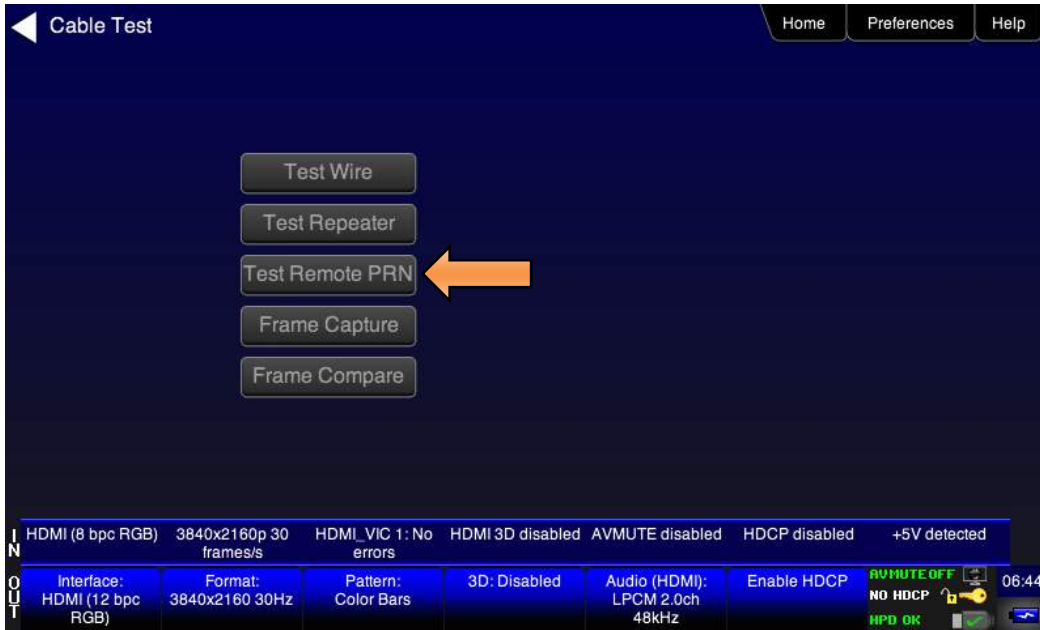 Cable Test
Home
Preferences
Help
Test Wire
Test Repeater
Test Remote PRN
Frame Capture
Frame Compare
IN
HDMI (8 bpc RGB)
3840x2160p 30
frames/s
HDMI_VIC 1: No
errors
HDMI 3D disabled
AVMUTE disabled
HDCP disabled
+5V detected
OUT
Interface:
HDMI (12 bpc
RGB)
Format:
3840x2160 30Hz
Pattern:
Color Bars
3D: Disabled
Audio (HDMI):
LPCM 2.0ch
48kHz
Enable HDCP
AVMUTE OFF
NO HDCP
HPD OK
06:44